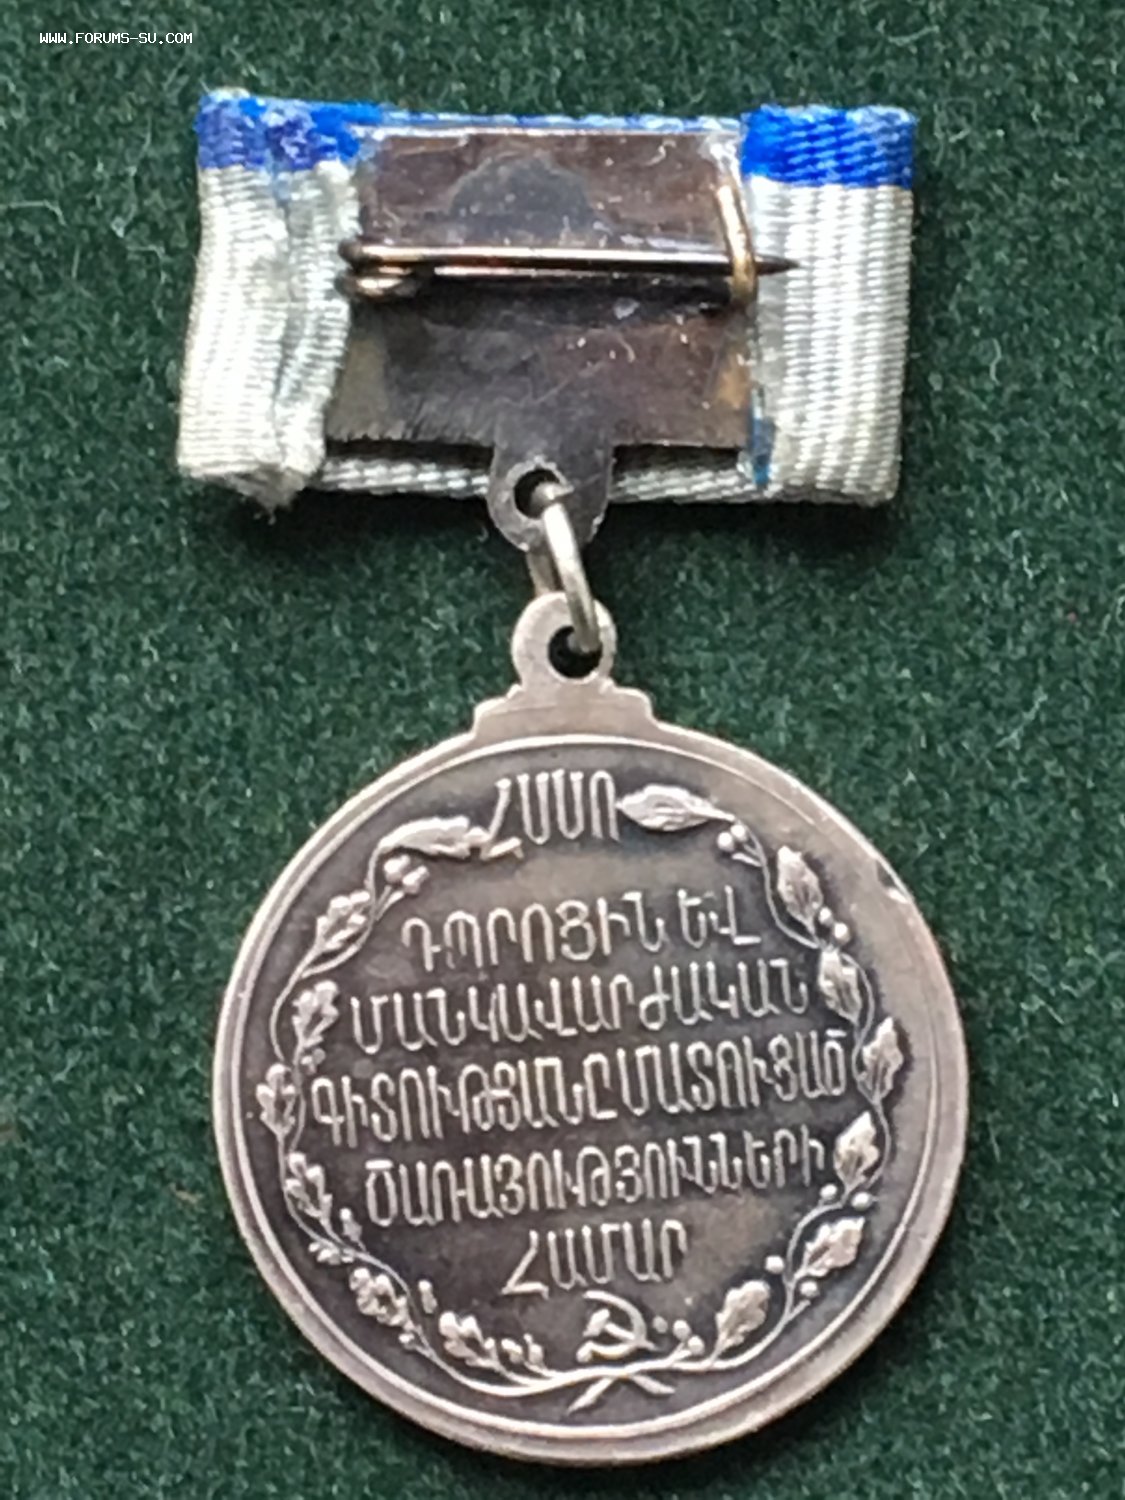 WWW.FORUMS-SU.COM
ՀՍՍՌ
ԴՊՐՈՑԻՆ ԵՎ
ՄԱՆԿԱՎԱՐԺԱԿԱՆ
ԳԻՏՈՒԹՅԱՆԸ ՄԱՏՈՒՑԱԾ
ԾԱՌԱՅՈՒԹՅՈՒՆՆԵՐԻ
ՀԱՄԱՐ